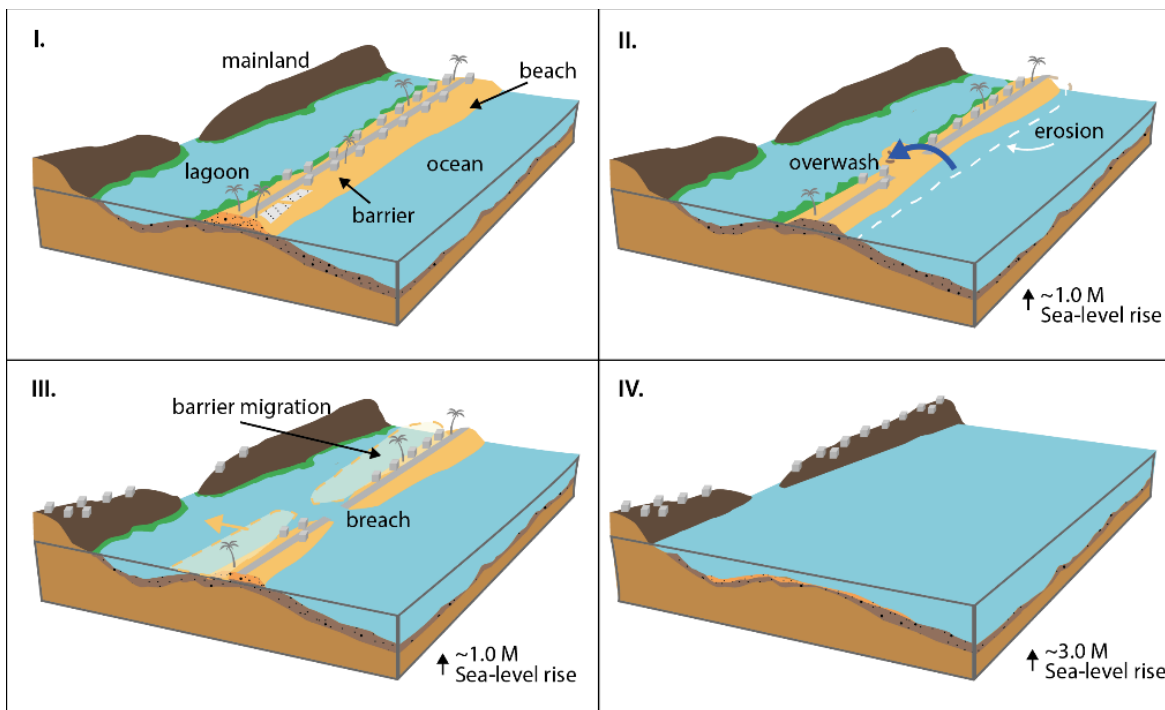 I.
mainland
beach
lagoon
ocean
barrier
II.
erosion
overwash
~1.0 M
Sea-level rise
III.
barrier migration
breach
~1.0 M
Sea-level rise
IV.
~3.0 M
Sea-level rise